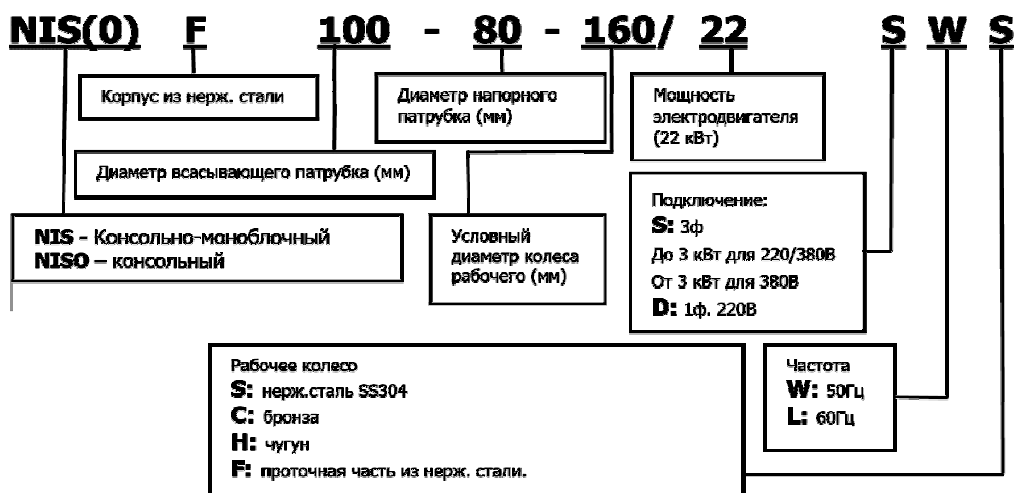 NIS(0) F 100 - 80 - 160/ 22 S W S
Корпус из нерж. стали
Диаметр напорного
патрубка (мм)
Мощность
электродвигателя
(22 кВт)
Диаметр всасывающего патрубка (мм)
NIS - Консольно-моноблочный
NISO – консольный
Условный
диаметр колеса
рабочего (мм)
Подключение:
S: 3ф
До 3 кВт для 220/380В
От 3 кВт для 380В
D: 1ф. 220В
Рабочее колесо
S: нерж.сталь SS304
C: бронза
H: чугун
F: проточная часть из нерж. стали.
Частота
W: 50Гц
L: 60Гц